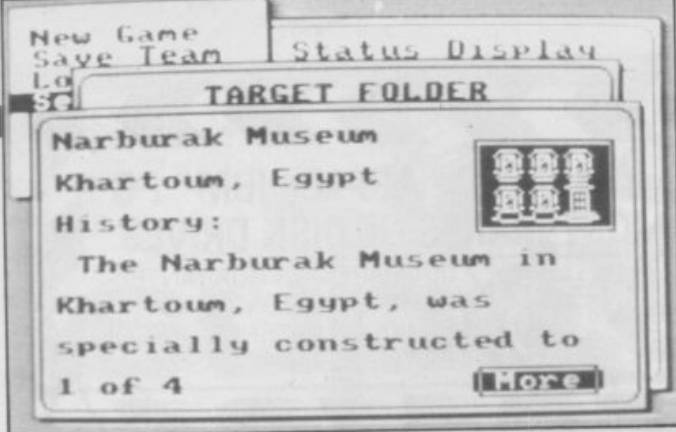 New Game
Save Team
Status Display
TARGET FOLDER
Narburak Museum
Khartoum, Egypt
History:
The Narburak Museum in
Khartoum, Egypt, was
specially constructed to
1 of 4
More